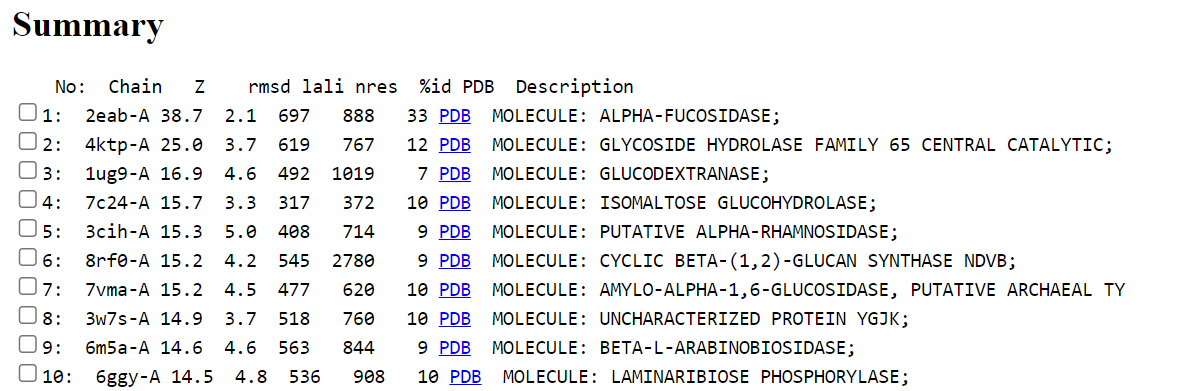 Summary
No: Chain Z rmsd lali nres %id PDB Description
1: 2eab-A 38.7 2.1 697 888 33 PDB MOLECULE: ALPHA-FUCOSIDASE;
2: 4ktp-A 25.0 3.7 619 767 12 PDB MOLECULE: GLYCOSIDE HYDROLASE FAMILY 65 CENTRAL CATALYTIC;
3: 1ug9-A 16.9 4.6 492 1019 7 PDB MOLECULE: GLUCODEXTRANASE;
4: 7c24-A 15.7 3.3 317 372 10 PDB MOLECULE: ISOMALTOSE GLUCOHYDROLASE;
5: 3cih-A 15.3 5.0 408 714 9 PDB MOLECULE: PUTATIVE ALPHA-RHAMNOSIDASE;
6: 8rf0-A 15.2 4.2 545 2780 9 PDB MOLECULE: CYCLIC BETA-(1,2)-GLUCAN SYNTHASE NDVB;
7: 7vma-A 15.2 4.5 477 620 10 PDB MOLECULE: AMYLO-ALPHA-1,6-GLUCOSIDASE, PUTATIVE ARCHAEAL TY
8: 3w7s-A 14.9 3.7 518 760 10 PDB MOLECULE: UNCHARACTERIZED PROTEIN YGJK;
9: 6m5a-A 14.6 4.6 563 844 9 PDB MOLECULE: BETA-L-ARABINOBIOSIDASE;
10: 6ggy-A 14.5 4.8 536 908 10 PDB MOLECULE: LAMINARIBIOSE PHOSPHORYLASE;